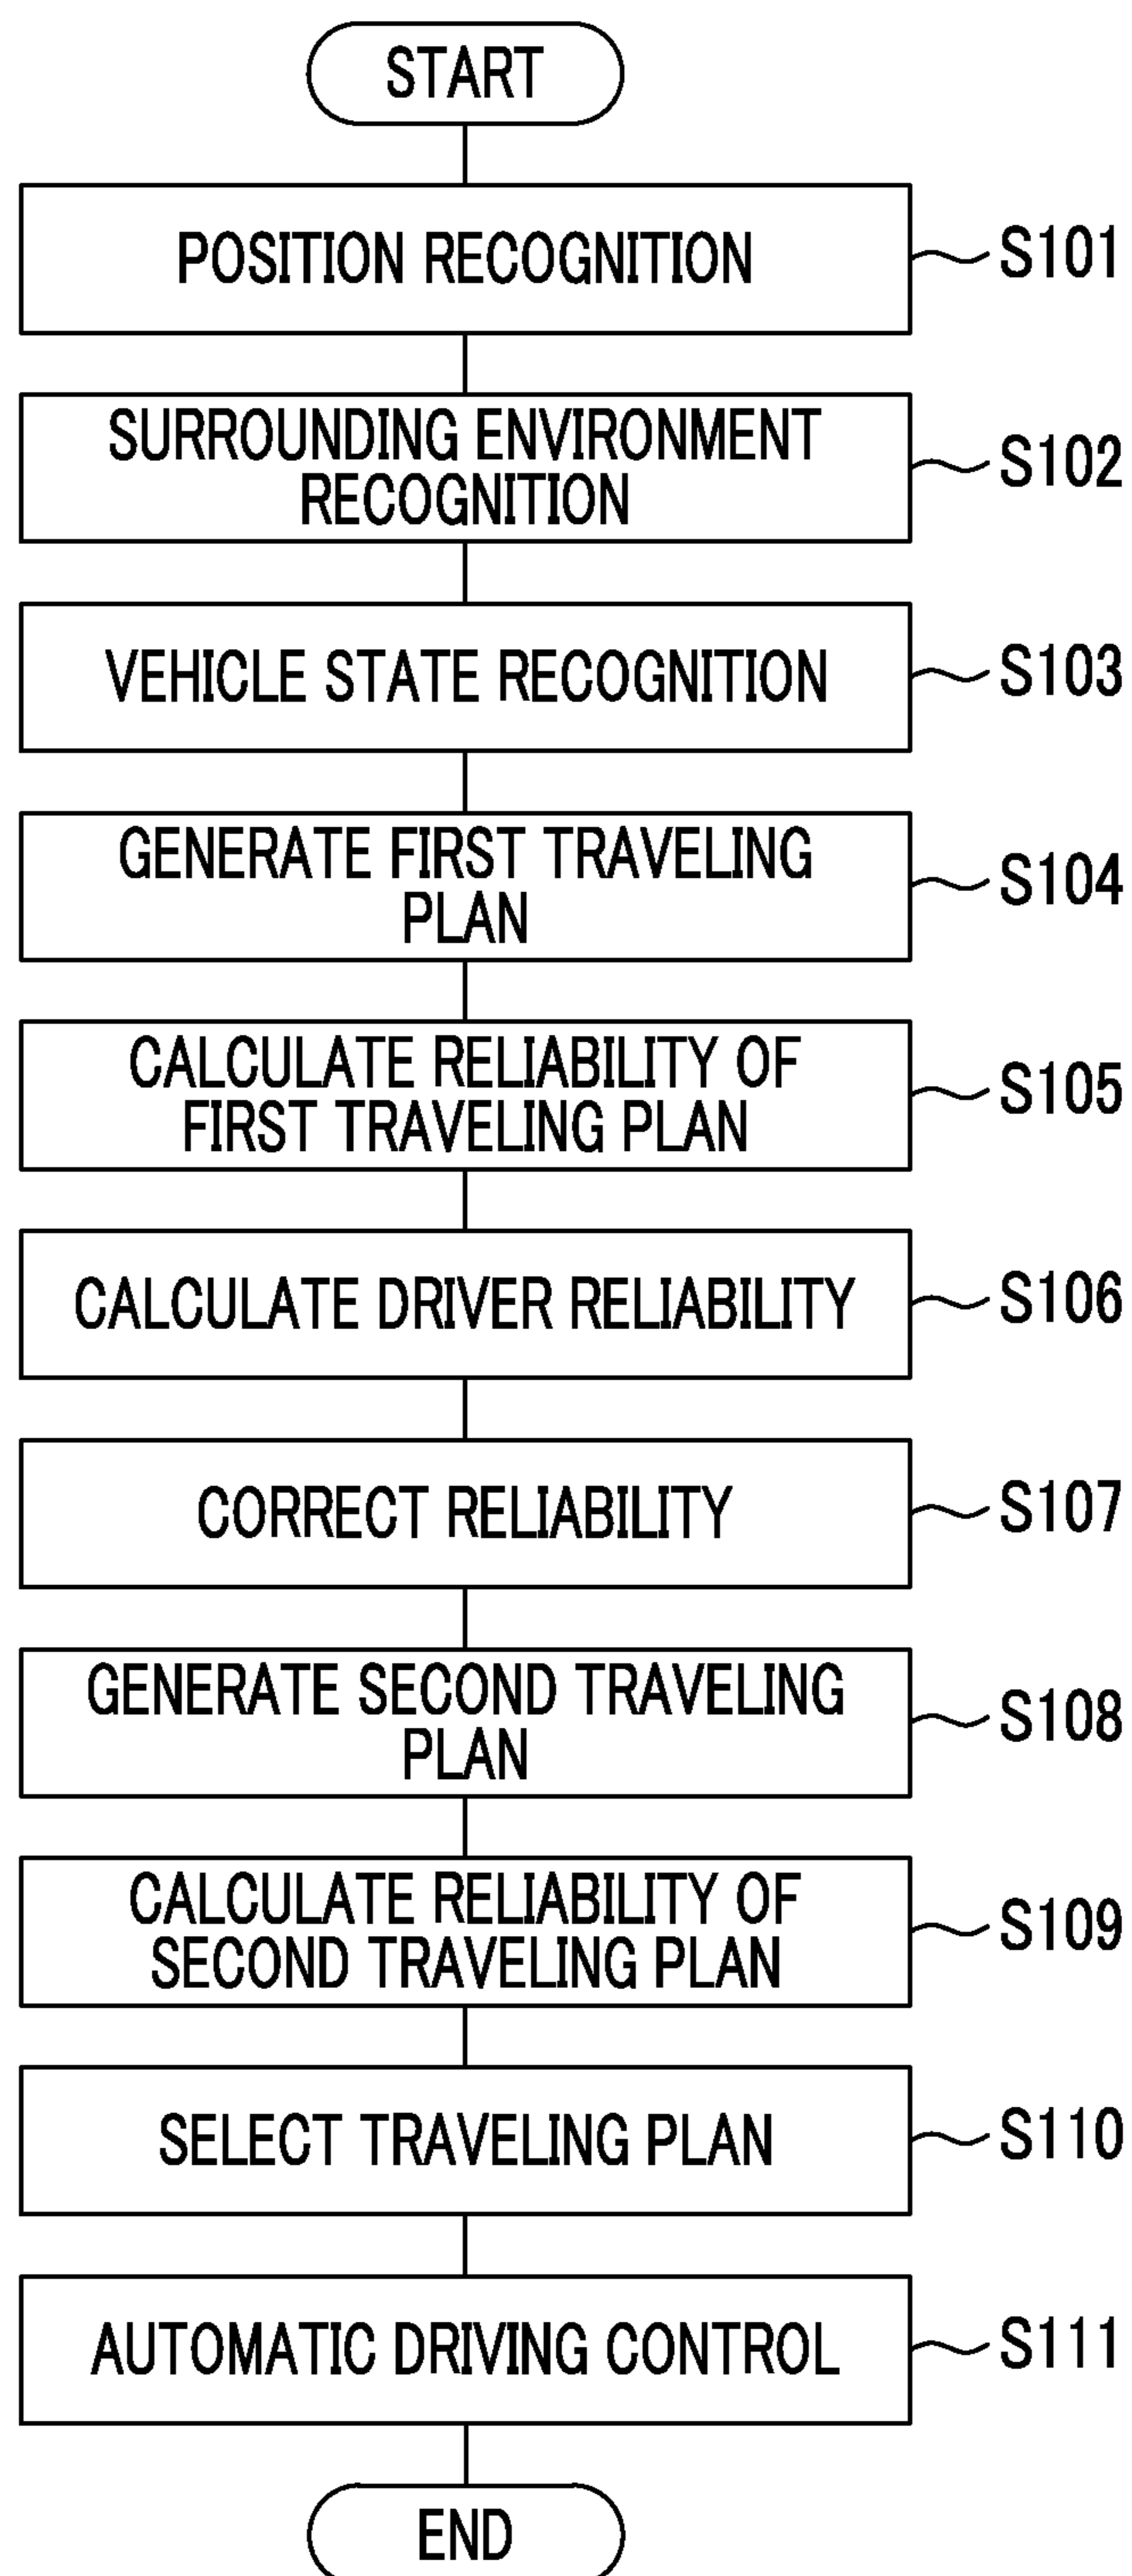 START
POSITION RECOGNITION
S101
SURROUNDING ENVIRONMENT
RECOGNITION
S102
VEHICLE STATE RECOGNITION
S103
GENERATE FIRST TRAVELING
PLAN
S104
CALCULATE RELIABILITY OF
FIRST TRAVELING PLAN
S105
CALCULATE DRIVER RELIABILITY
S106
CORRECT RELIABILITY
S107
GENERATE SECOND TRAVELING
PLAN
S108
CALCULATE RELIABILITY OF
SECOND TRAVELING PLAN
S109
SELECT TRAVELING PLAN
S110
AUTOMATIC DRIVING CONTROL
S111
END